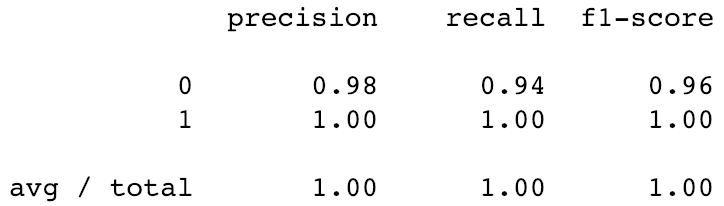 precision recall f1-score
0 0.98 0.94 0.96
1 1.00 1.00 1.00
avg / total 1.00 1.00 1.00